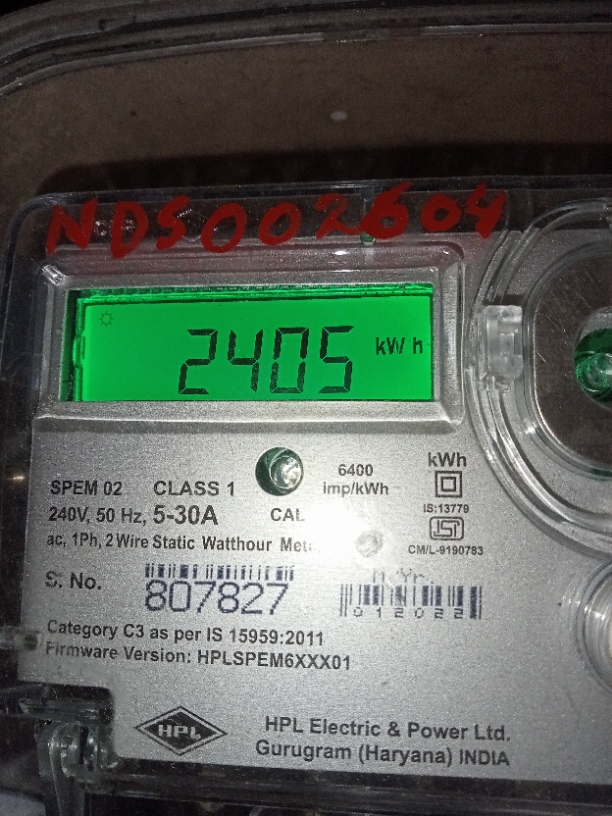 NDS002604
2405 kWh
SPEM 02 CLASS 1
6400 imp/kWh
kWh
240V, 50 Hz, 5-30A
CAL
IS:13779
ISI
ac, 1Ph, 2 Wire Static Watthour
CM/L-9190783
S. No. 807827
M.Yr.
012022
Category C3 as per IS 15959:2011
Firmware Version: HPLSPEM6XXX01
HPL
HPL Electric & Power Ltd.
Gurugram (Haryana) INDIA